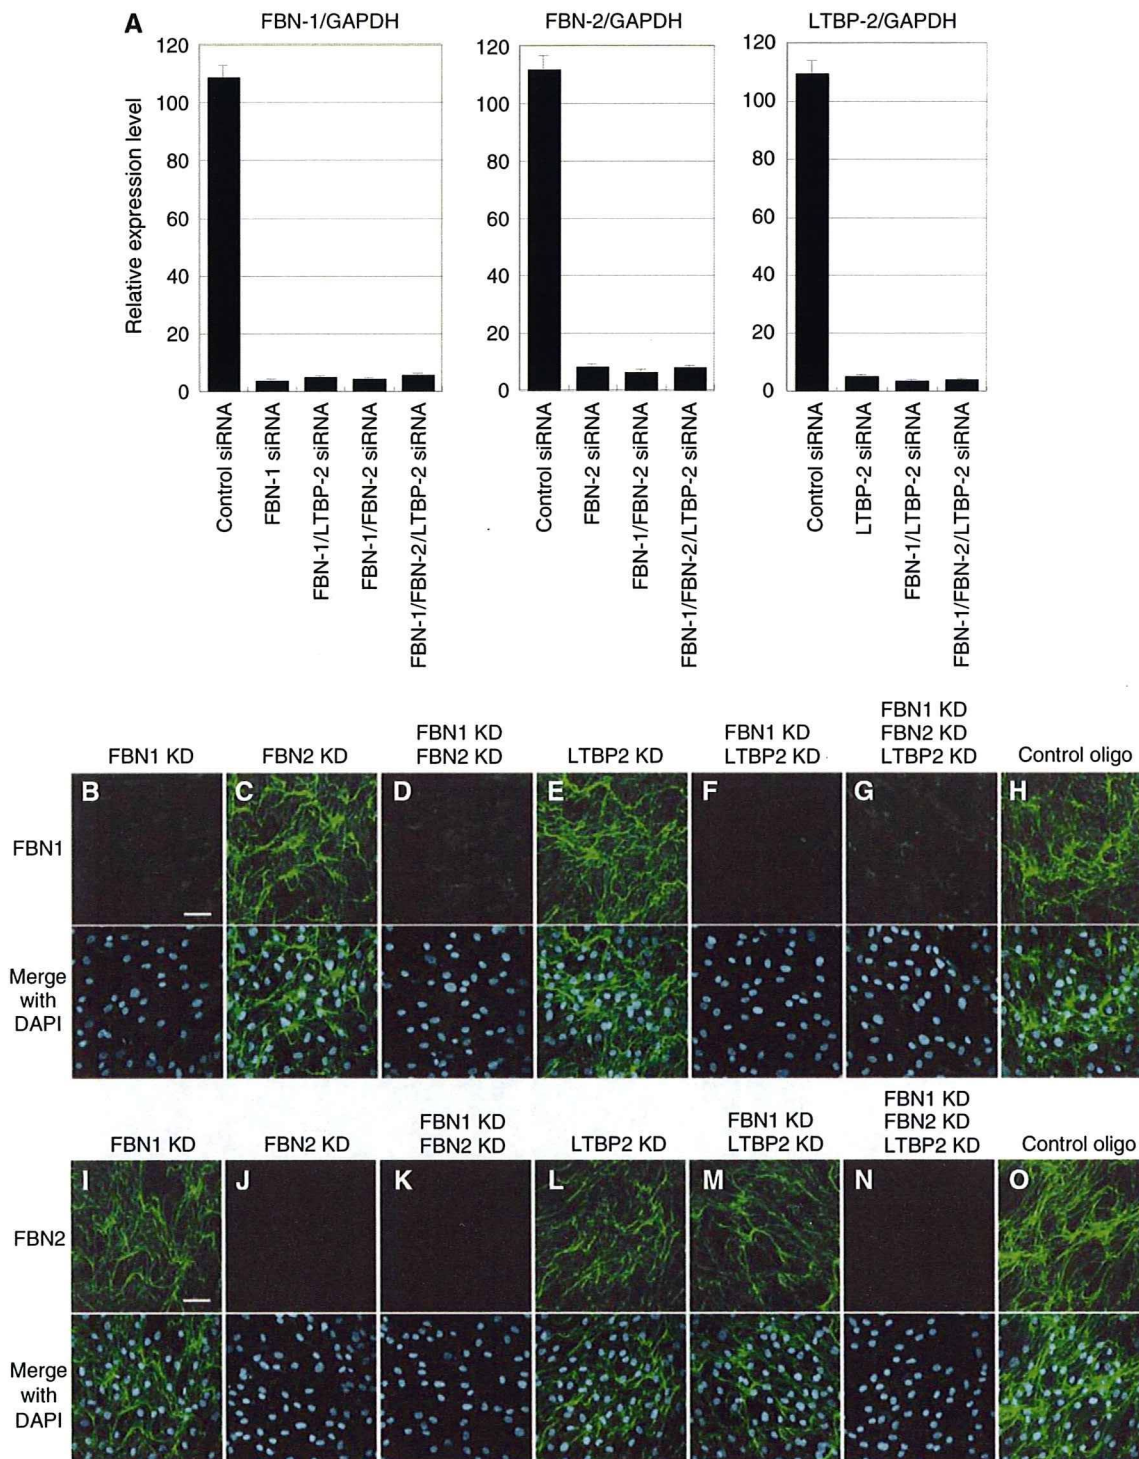 A
FBN-1/GAPDH
FBN-2/GAPDH
LTBP-2/GAPDH
Relative expression level
120
100
80
60
40
20
0
120
100
80
60
40
20
0
120
100
80
60
40
20
0
Control siRNA
FBN-1 siRNA
FBN-1/LTBP-2 siRNA
FBN-1/FBN-2 siRNA
FBN-1/FBN-2/LTBP-2 siRNA
Control siRNA
FBN-2 siRNA
FBN-1/FBN-2 siRNA
FBN-1/FBN-2/LTBP-2 siRNA
Control siRNA
LTBP-2 siRNA
FBN-1/LTBP-2 siRNA
FBN-1/FBN-2/LTBP-2 siRNA
FBN1 KD
FBN2 KD
FBN1 KD
FBN2 KD
LTBP2 KD
FBN1 KD
LTBP2 KD
FBN1 KD
FBN2 KD
LTBP2 KD
Control oligo
B
C
D
E
F
G
H
FBN1
Merge
with
DAPI
FBN1 KD
FBN2 KD
FBN1 KD
FBN2 KD
LTBP2 KD
FBN1 KD
LTBP2 KD
FBN1 KD
FBN2 KD
LTBP2 KD
Control oligo
I
J
K
L
M
N
O
FBN2
Merge
with
DAPI